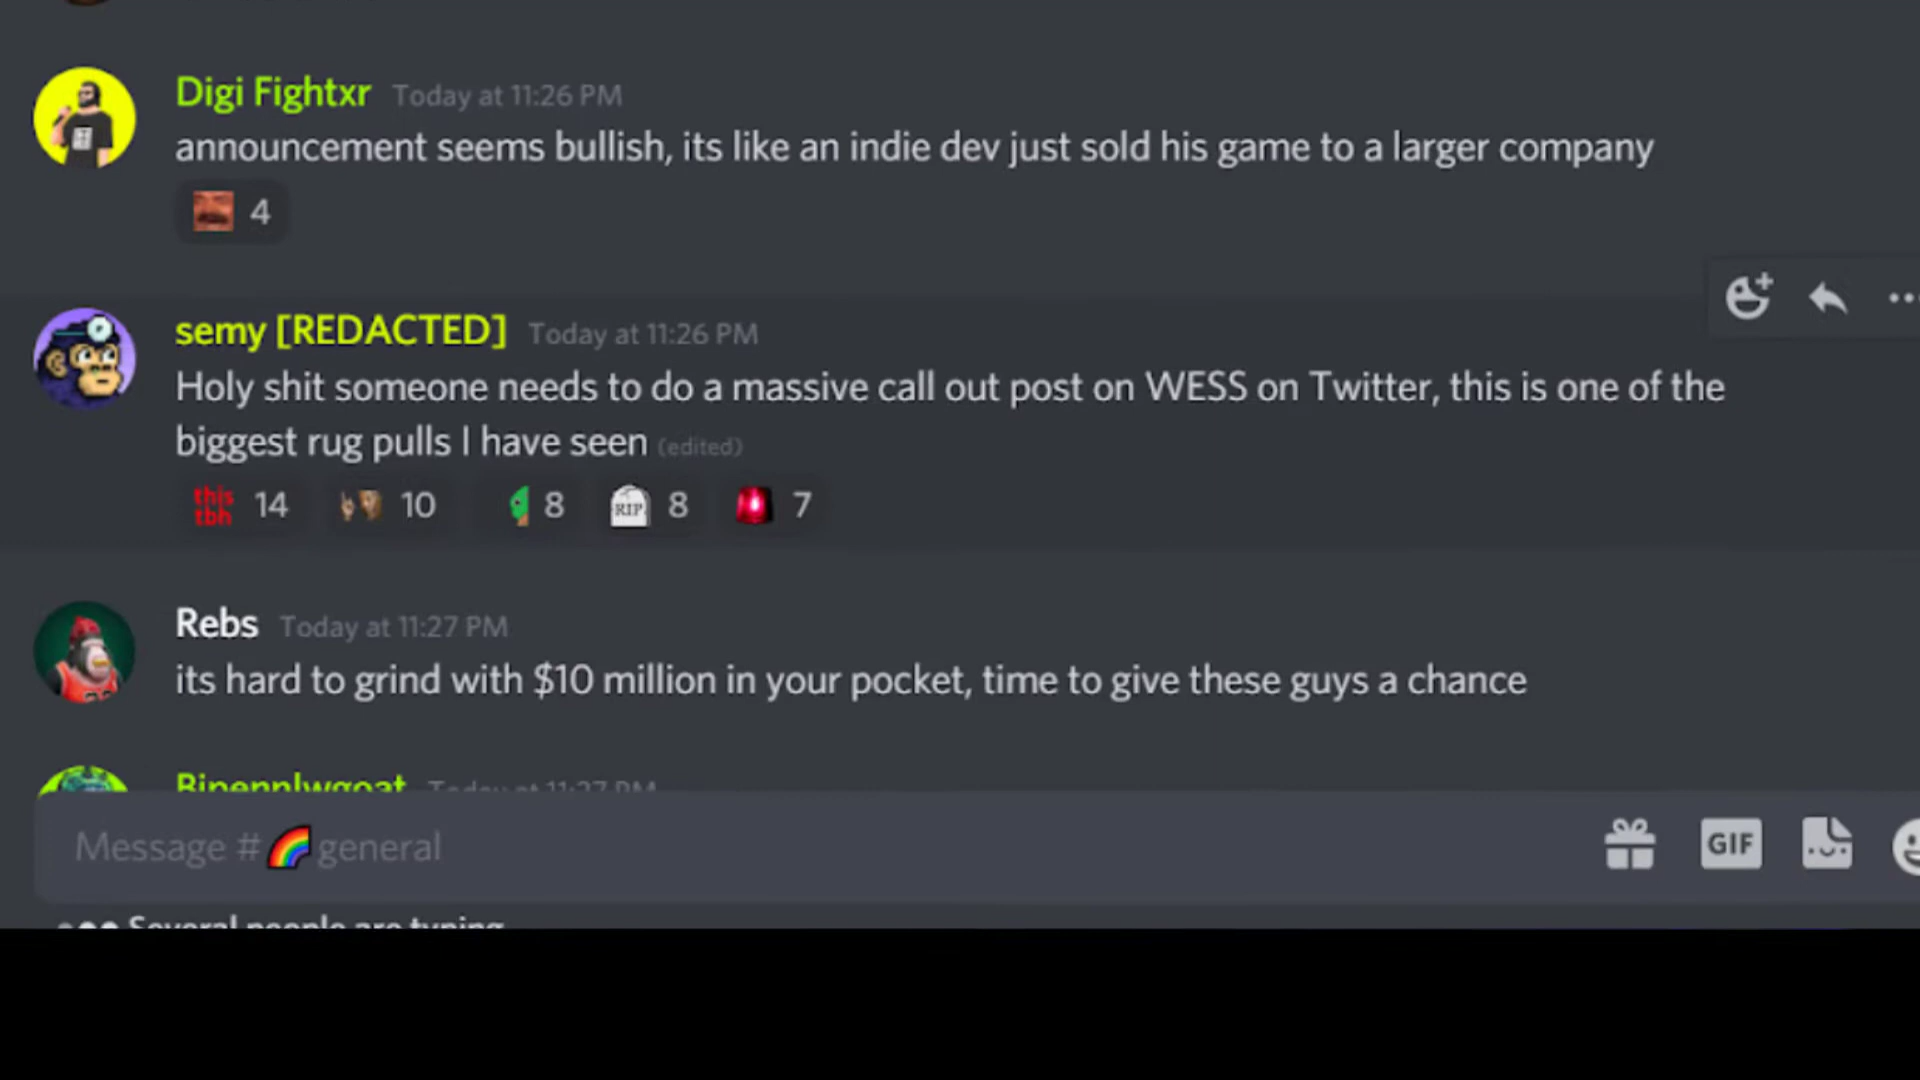 Digi Fightxr Today at 11:26 PM
announcement seems bullish, its like an indie dev just sold his game to a larger company
4
semy [REDACTED] Today at 11:26 PM
Holy shit someone needs to do a massive call out post on WESS on Twitter, this is one of the
biggest rug pulls I have seen (edited)
this tbh 14 10 8 RIP 8 7
Rebs Today at 11:27 PM
its hard to grind with $10 million in your pocket, time to give these guys a chance
Today at 11:27 PM
Message # general GIF
Several people are typing